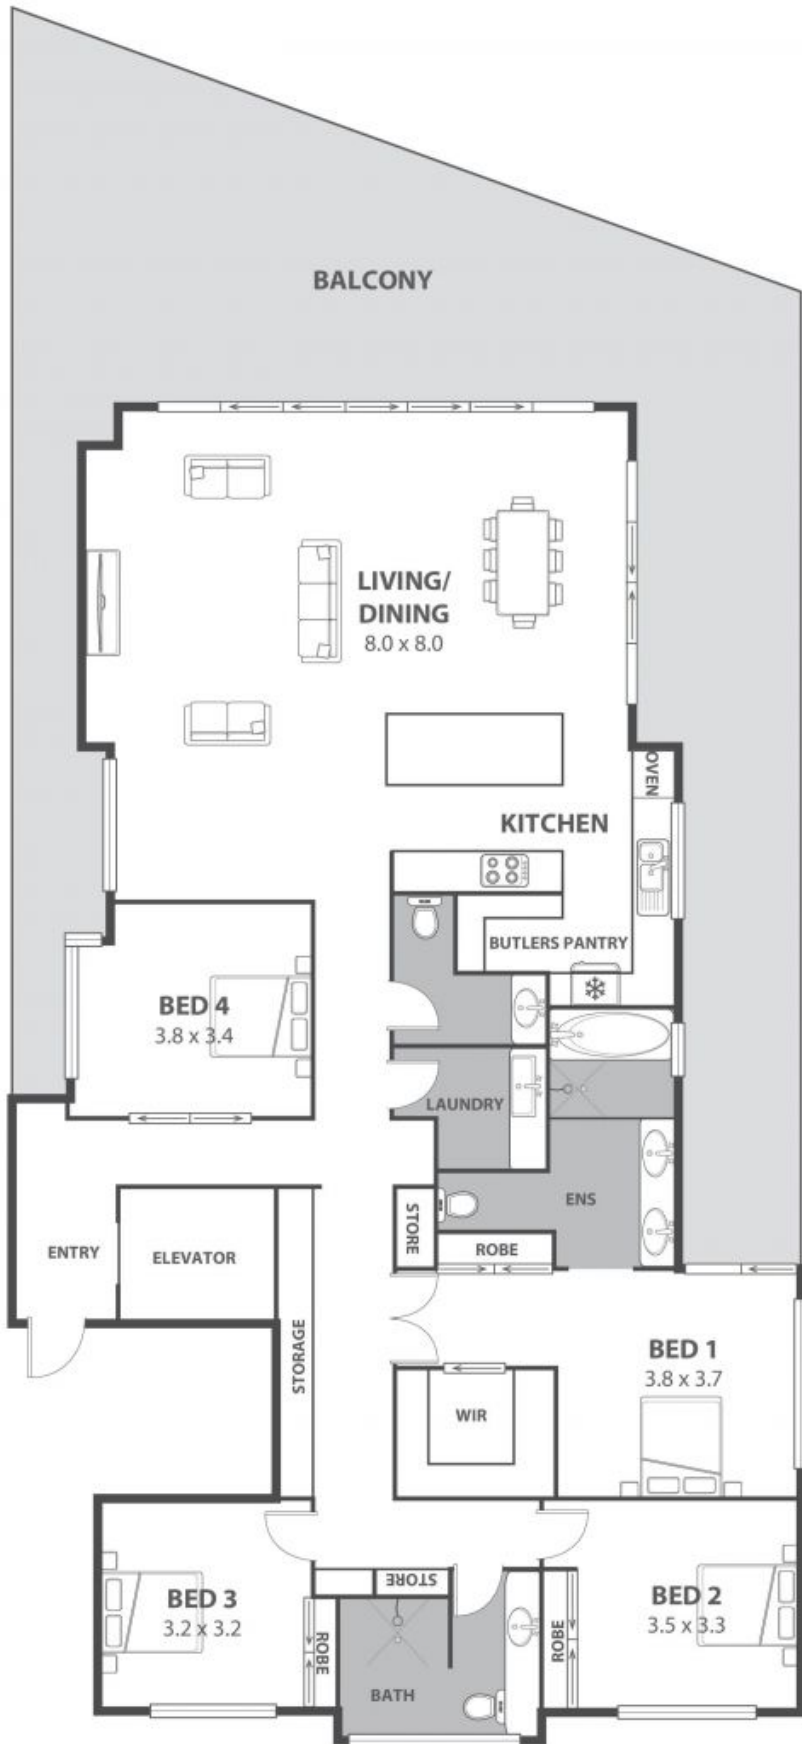 BALCONY
LIVING/
DINING
8.0 x 8.0
OVEN
KITCHEN
BUTLERS PANTRY
BED 4
3.8 x 3.4
LAUNDRY
ENS
STORE
ROBE
ENTRY
ELEVATOR
STORAGE
BED 1
3.8 x 3.7
WIR
STORE
BED 3
3.2 x 3.2
ROBE
BATH
ROBE
BED 2
3.5 x 3.3